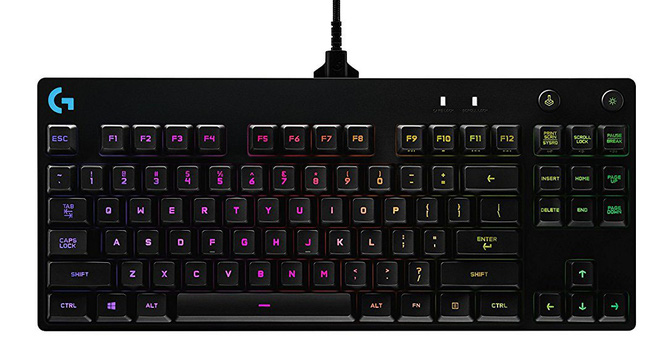 G
ESC F1 F2 F3 F4 F5 F6 F7 F8 F9 F10 F11 F12 PRINT SCRN SYSRQ SCROLL LOCK PAUSE BREAK
~ ! 1 @ 2 # 3 $ 4 % 5 ^ 6 & 7 * 8 ( 9 ) 0 _ - + = ← INSERT HOME PAGE UP
TAB Q W E R T Y U I O P { [ } ] | \ DELETE END PAGE DOWN
CAPS LOCK A S D F G H J K L : ; " ' ENTER
SHIFT Z X C V B N M < , > . ? / SHIFT ↑
CTRL ALT ALT FN CTRL ← ↓ →